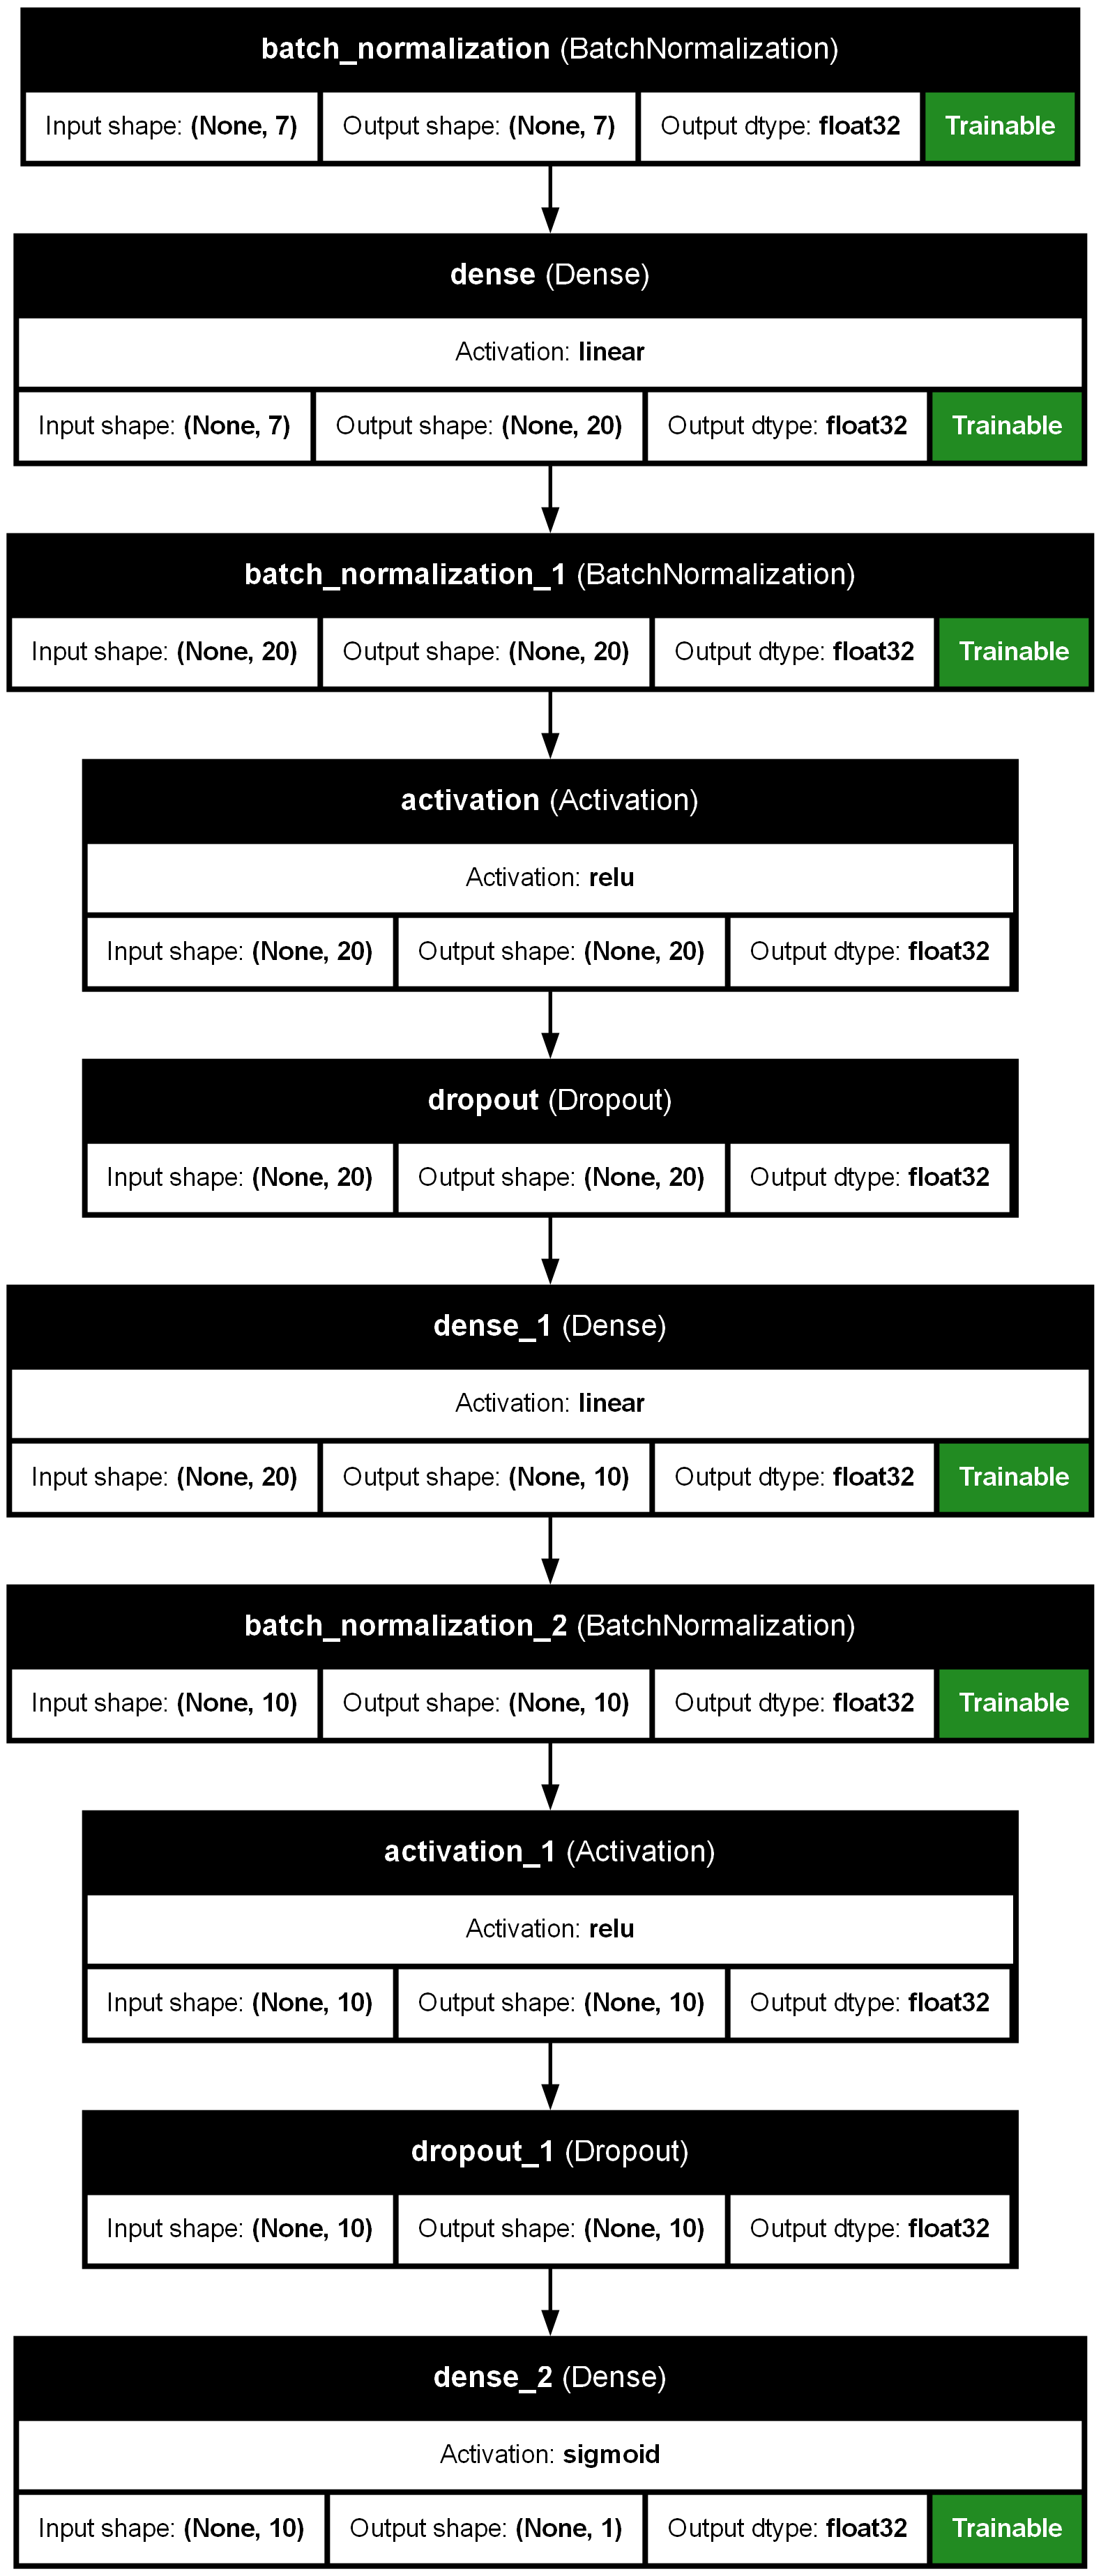 batch_normalization (BatchNormalization)
Input shape: (None, 7) Output shape: (None, 7) Output dtype: float32 Trainable
dense (Dense)
Activation: linear
Input shape: (None, 7) Output shape: (None, 20) Output dtype: float32 Trainable
batch_normalization_1 (BatchNormalization)
Input shape: (None, 20) Output shape: (None, 20) Output dtype: float32 Trainable
activation (Activation)
Activation: relu
Input shape: (None, 20) Output shape: (None, 20) Output dtype: float32
dropout (Dropout)
Input shape: (None, 20) Output shape: (None, 20) Output dtype: float32
dense_1 (Dense)
Activation: linear
Input shape: (None, 20) Output shape: (None, 10) Output dtype: float32 Trainable
batch_normalization_2 (BatchNormalization)
Input shape: (None, 10) Output shape: (None, 10) Output dtype: float32 Trainable
activation_1 (Activation)
Activation: relu
Input shape: (None, 10) Output shape: (None, 10) Output dtype: float32
dropout_1 (Dropout)
Input shape: (None, 10) Output shape: (None, 10) Output dtype: float32
dense_2 (Dense)
Activation: sigmoid
Input shape: (None, 10) Output shape: (None, 1) Output dtype: float32 Trainable